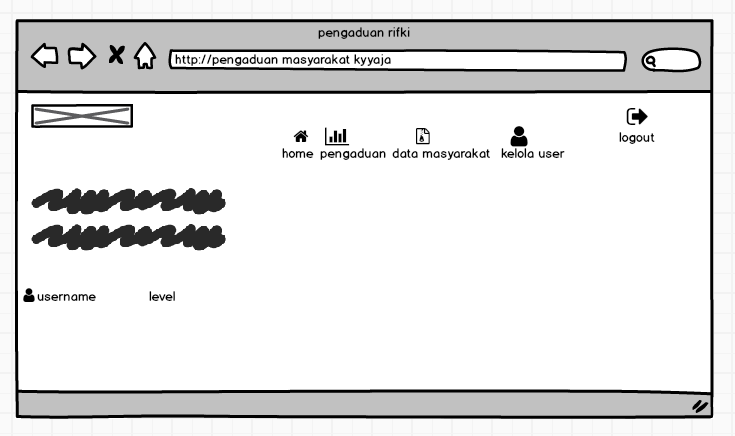 pengaduan rifki
http://pengaduan masyarakat kyyaja
logout
home pengaduan data masyarakat kelola user
username level